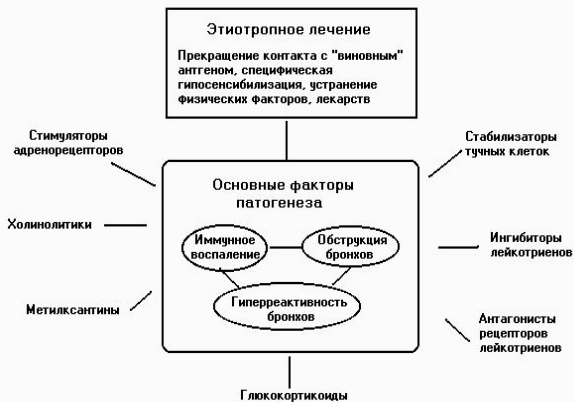 Этиотропное лечение
Прекращение контакта с "виновным"
антгеном, специфическая
гипосенсибилизация, устранение
физических факторов, лекарств
Стимуляторы
адренорецепторов
Стабилизаторы
тучных клеток
Основные факторы
патогенеза
Холинолитики
Иммунное
воспаление
Обструкция
бронхов
Ингибиторы
лейкотриенов
Гиперреактивность
бронхов
Метилксантины
Антагонисты
рецепторов
лейкотриенов
Глюкокортикоиды